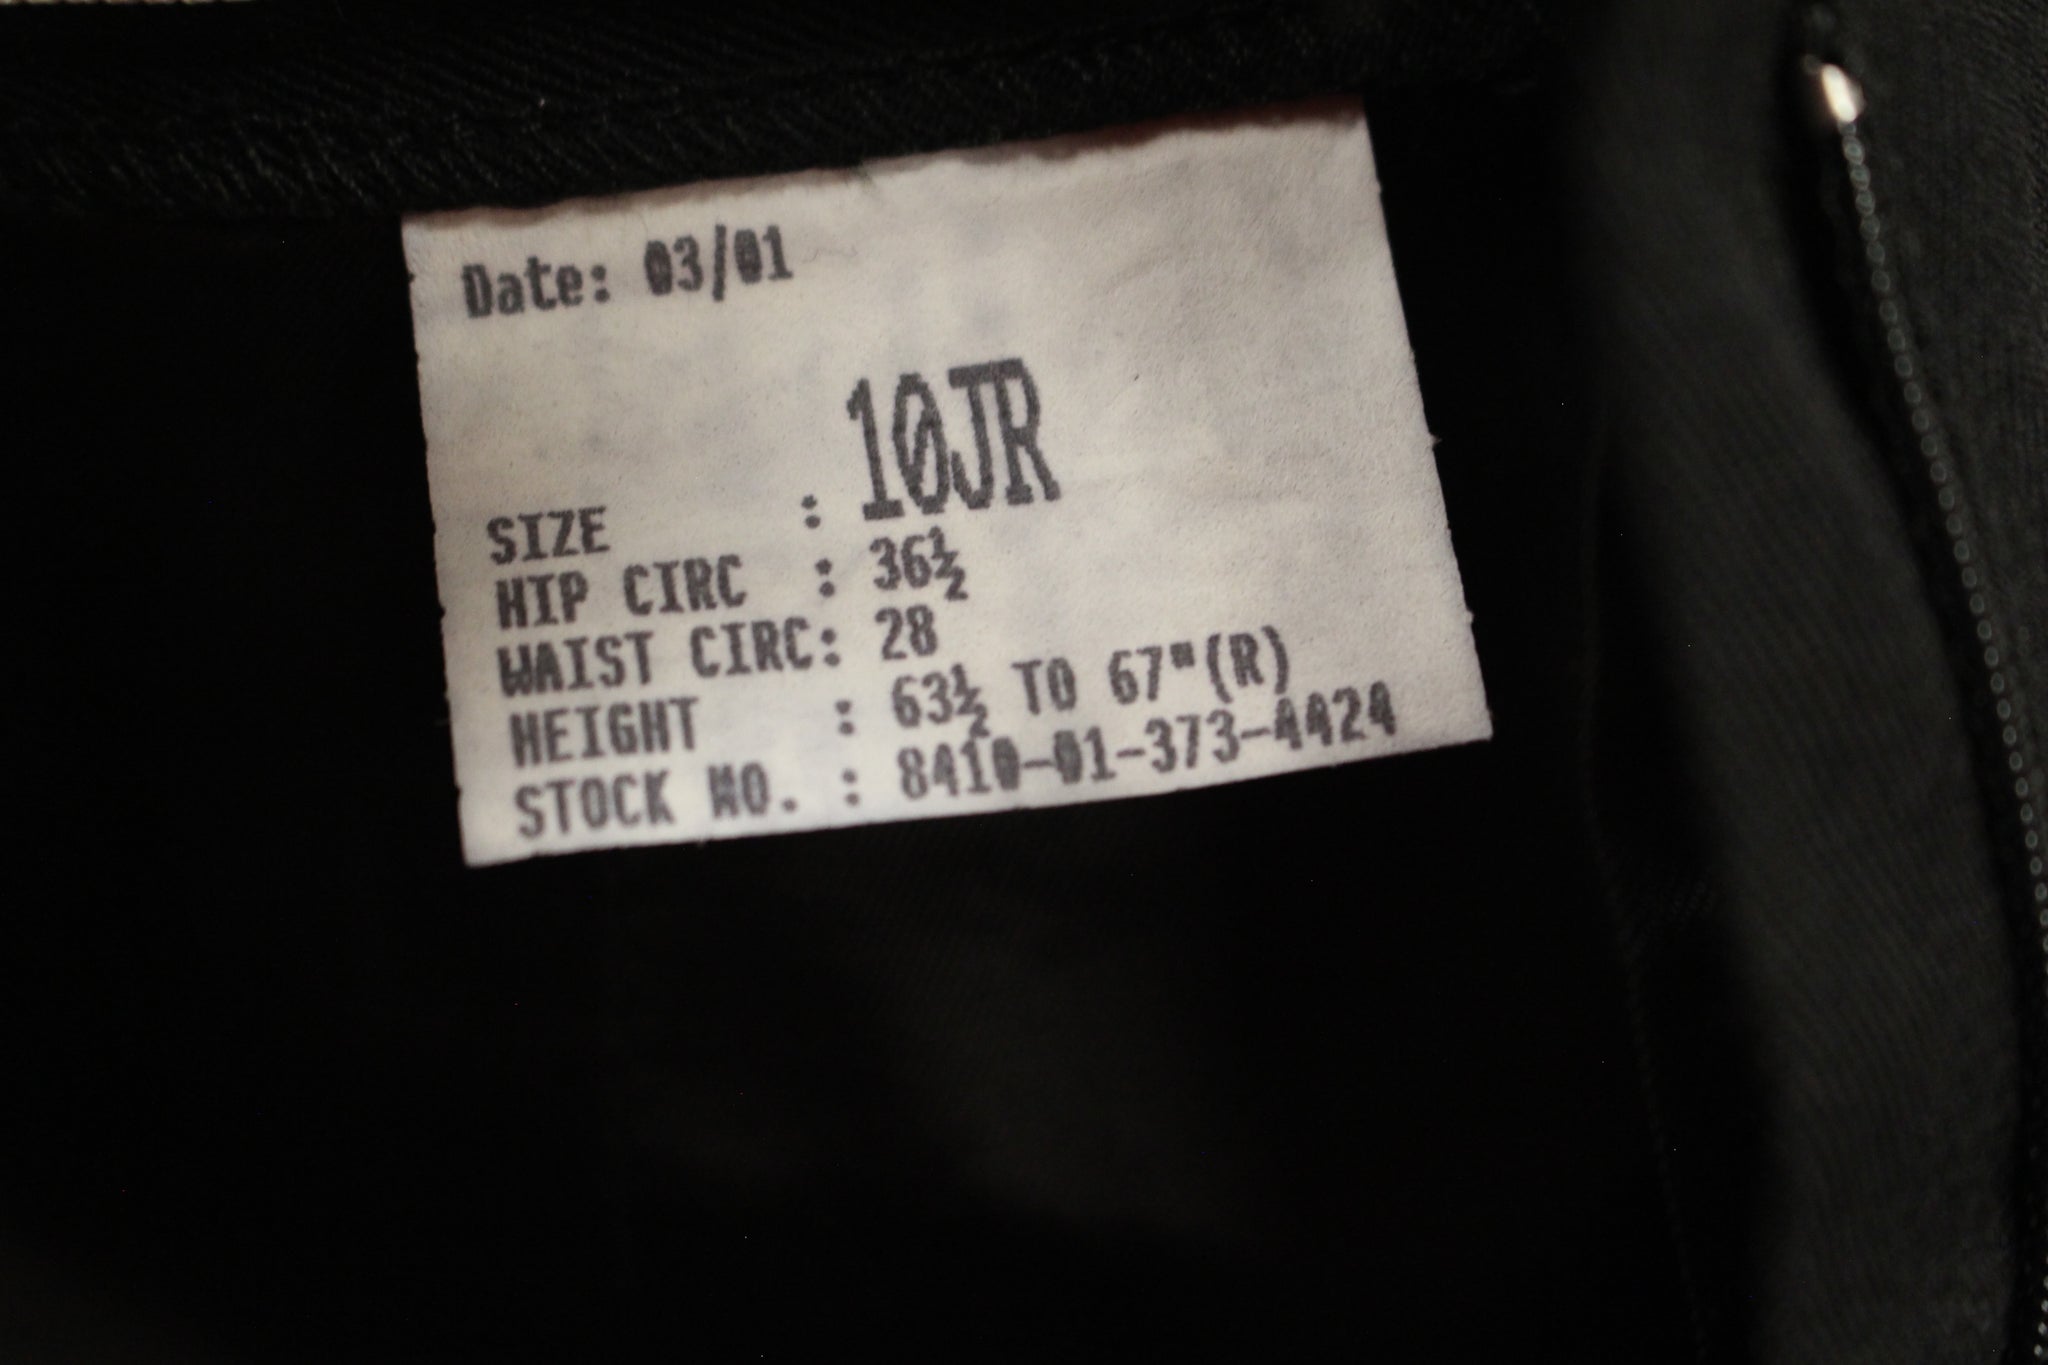 Date: 03/01
SIZE : 10JR
HIP CIRC : 36½
WAIST CIRC: 28
HEIGHT : 63½ TO 67"(R)
STOCK NO. : 8410-01-373-4424